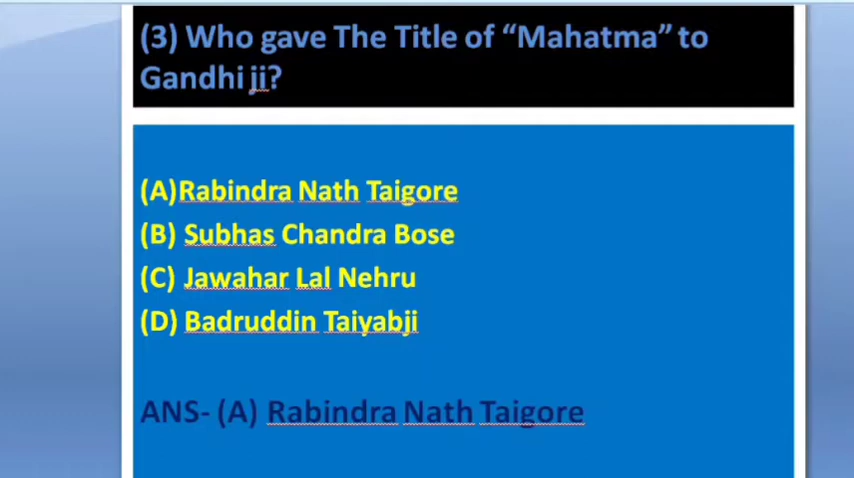 (3) Who gave The Title of “Mahatma” to
Gandhi ji?
(A)Rabindra Nath Taigore
(B) Subhas Chandra Bose
(C) Jawahar Lal Nehru
(D) Badruddin Taiyabji
ANS- (A) Rabindra Nath Taigore